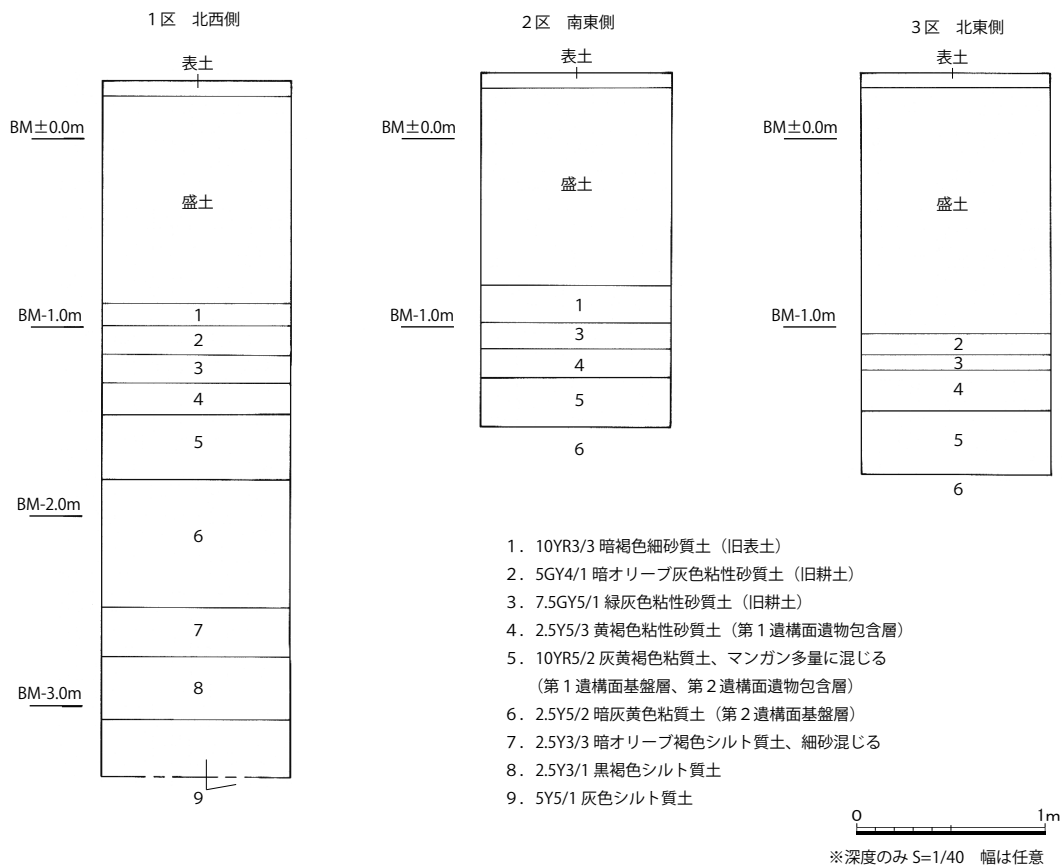 1区 北西側
表土
BM±0.0m
盛土
BM-1.0m
1
2
3
4
5
BM-2.0m
6
7
BM-3.0m
8
9
2区 南東側
表土
BM±0.0m
盛土
BM-1.0m
1
3
4
5
6
3区 北東側
表土
BM±0.0m
盛土
BM-1.0m
2
3
4
5
6
1．10YR3/3 暗褐色細砂質土（旧表土）
2．5GY4/1 暗オリーブ灰色粘性砂質土（旧耕土）
3．7.5GY5/1 緑灰色粘性砂質土（旧耕土）
4．2.5Y5/3 黄褐色粘性砂質土（第１遺構面遺物包含層）
5．10YR5/2 灰黄褐色粘質土、マンガン多量に混じる
（第１遺構面基盤層、第２遺構面遺物包含層）
6．2.5Y5/2 暗灰黄色粘質土（第２遺構面基盤層）
7．2.5Y3/3 暗オリーブ褐色シルト質土、細砂混じる
8．2.5Y3/1 黒褐色シルト質土
9．5Y5/1 灰色シルト質土
0 1m
※深度のみ S=1/40 幅は任意